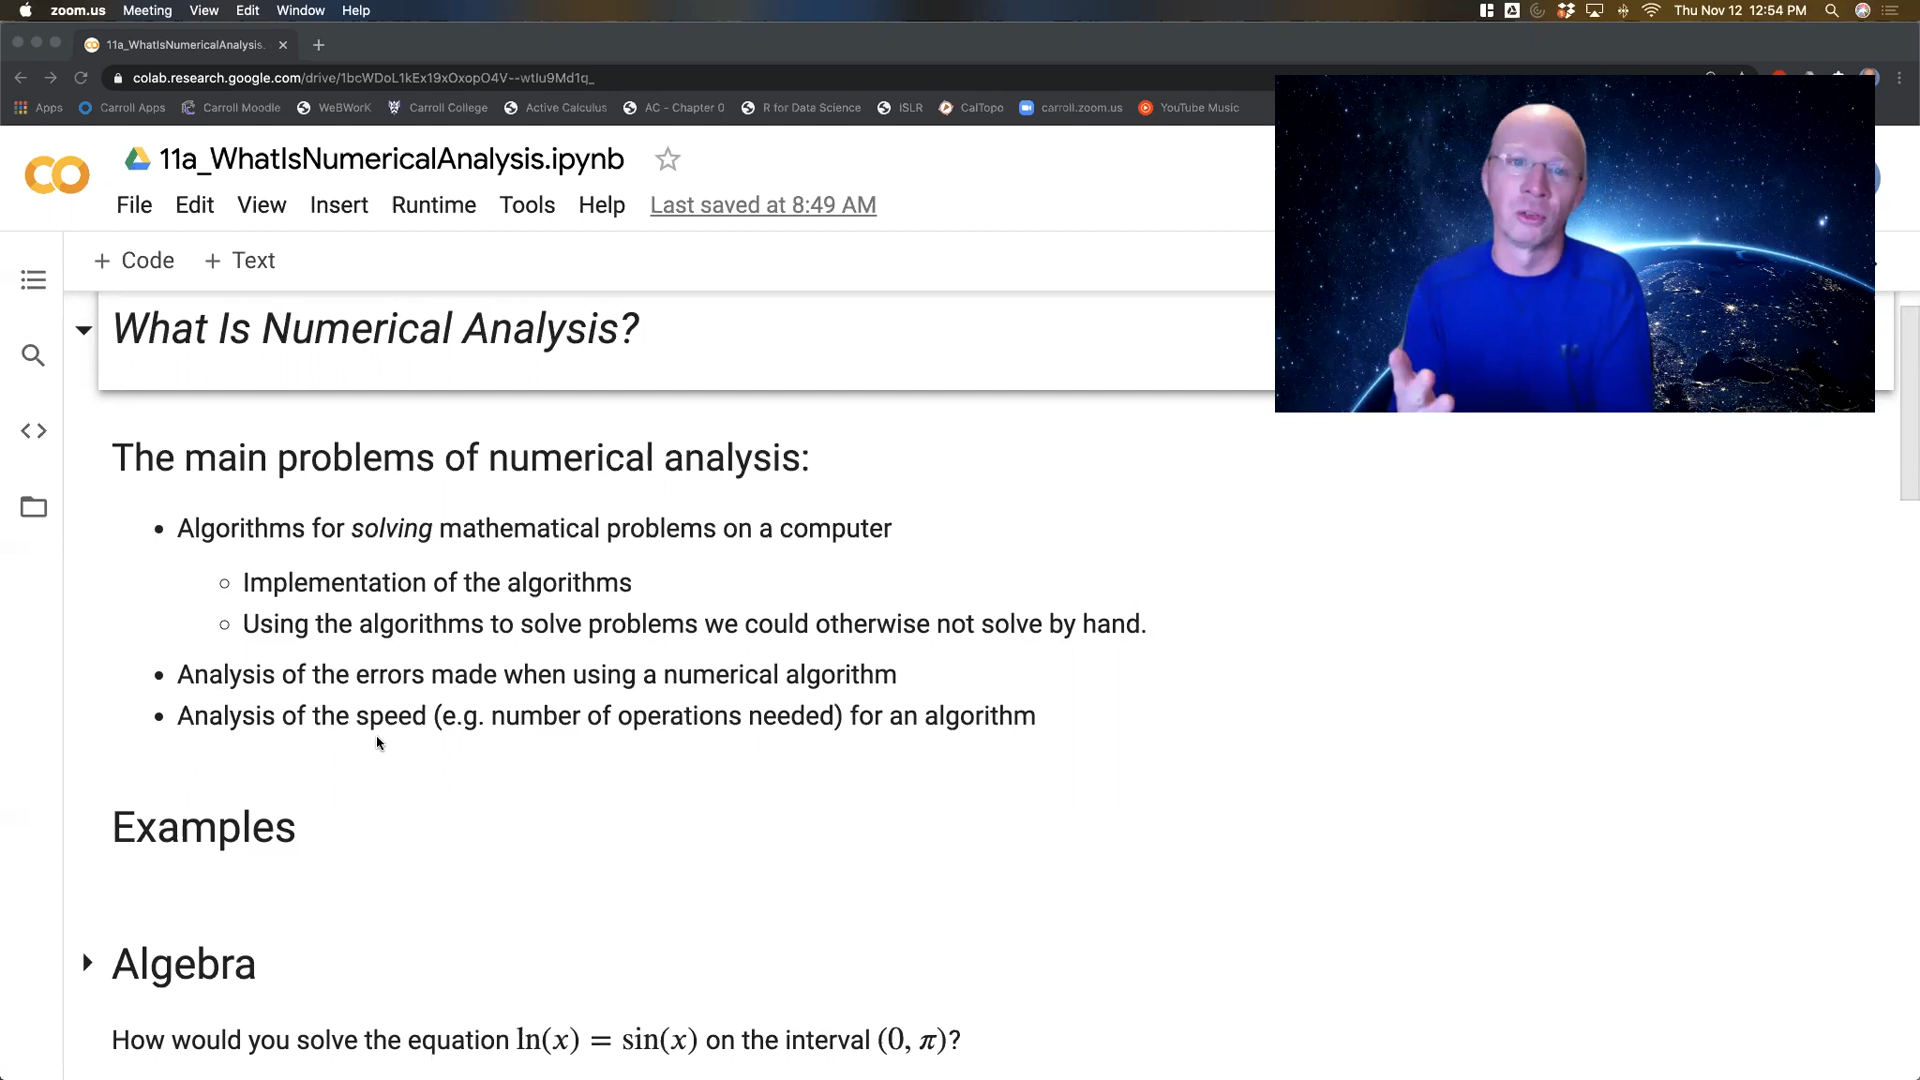 zoom.us Meeting View Edit Window Help Thu Nov 12 12:54 PM
11a_WhatIsNumericalAnalysis.
colab.research.google.com/drive/1bcWDoL1kEx19xOxopO4V--wtIu9Md1q_
Apps Carroll Apps Carroll Moodle WeBWorK Carroll College Active Calculus AC - Chapter 0 R for Data Science ISLR CalTopo carroll.zoom.us YouTube Music
11a_WhatIsNumericalAnalysis.ipynb
File Edit View Insert Runtime Tools Help Last saved at 8:49 AM
+ Code + Text
What Is Numerical Analysis?
The main problems of numerical analysis:
• Algorithms for solving mathematical problems on a computer
◦ Implementation of the algorithms
◦ Using the algorithms to solve problems we could otherwise not solve by hand.
• Analysis of the errors made when using a numerical algorithm
• Analysis of the speed (e.g. number of operations needed) for an algorithm
Examples
Algebra
How would you solve the equation ln(x) = sin(x) on the interval (0, π)?